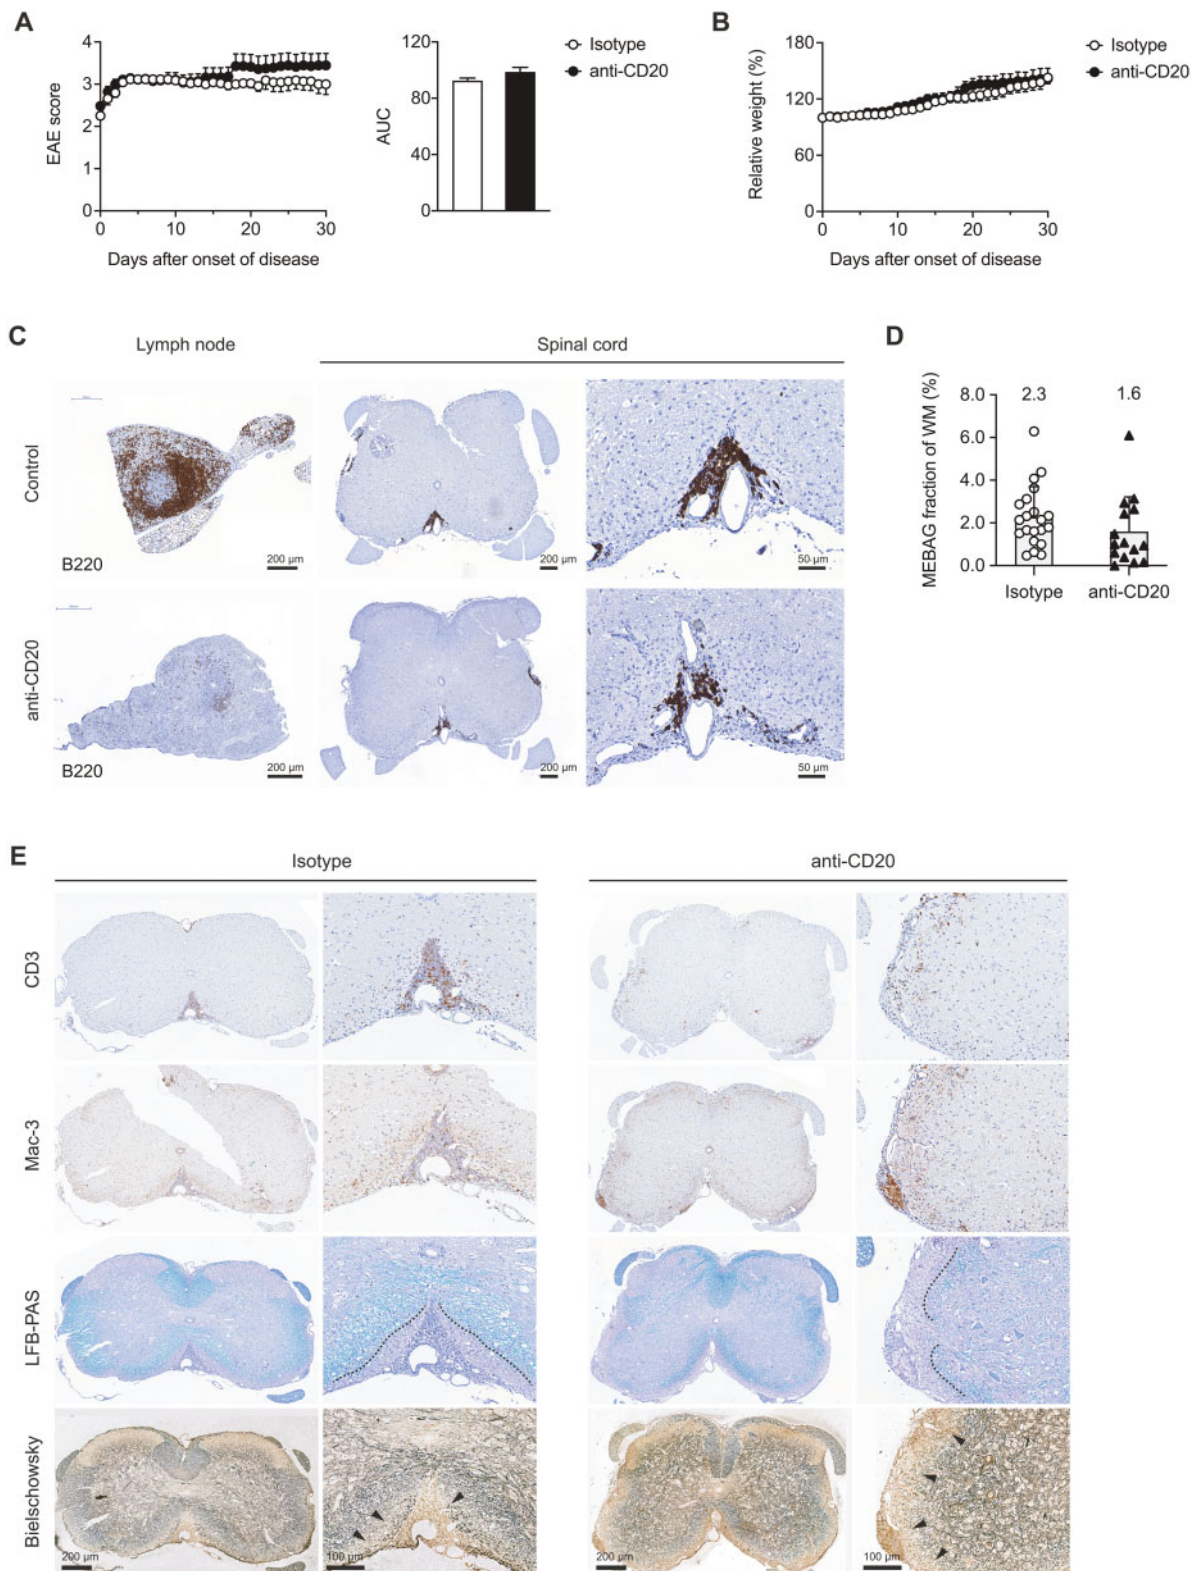 A
EAE score
4
3
2
1
0
0
10
20
30
Days after onset of disease
AUC
120
80
40
0
Isotype
anti-CD20
B
Relative weight (%)
180
120
60
0
0
10
20
30
Days after onset of disease
Isotype
anti-CD20
C
Lymph node
Spinal cord
Control
B220
200 µm
200 µm
50 µm
anti-CD20
B220
200 µm
200 µm
50 µm
D
MEBAG fraction of WM (%)
8.0
6.0
4.0
2.0
0.0
2.3
1.6
Isotype
anti-CD20
E
Isotype
anti-CD20
CD3
Mac-3
LFB-PAS
Bielschowsky
200 µm
100 µm
200 µm
100 µm